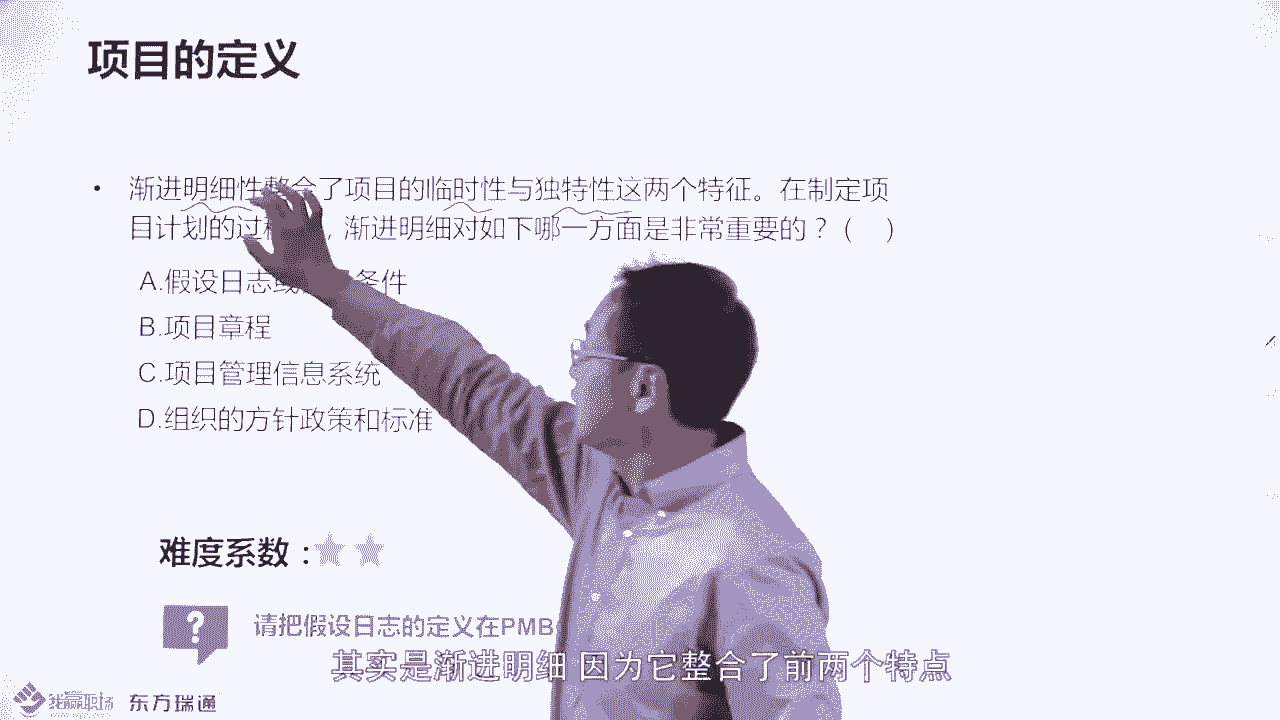 项目的定义
• 渐进明细性整合了项目的临时性与独特性这两个特征。在制定项
目计划的过 ,渐进明细对如下哪一方面是非常重要的?( )
A.假设日志 条件
B.项目章程
C.项目管理信息系统
D.组织的方针政策和标准
难度系数:
? 请把假设日志的定义在PMB
其实是渐进明细 因为它整合了前两个特点
我赢职场 东方瑞通